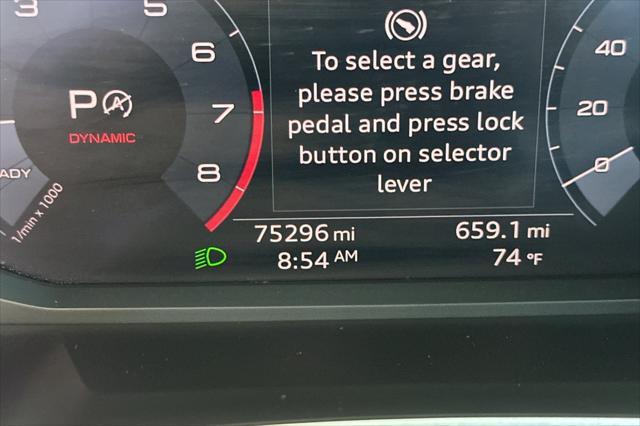 3 5
6
7
8
P A
DYNAMIC
ADY
1/min x 1000
To select a gear,
please press brake
pedal and press lock
button on selector
lever
40
20
0
75296 mi 659.1 mi
8:54 AM 74 °F